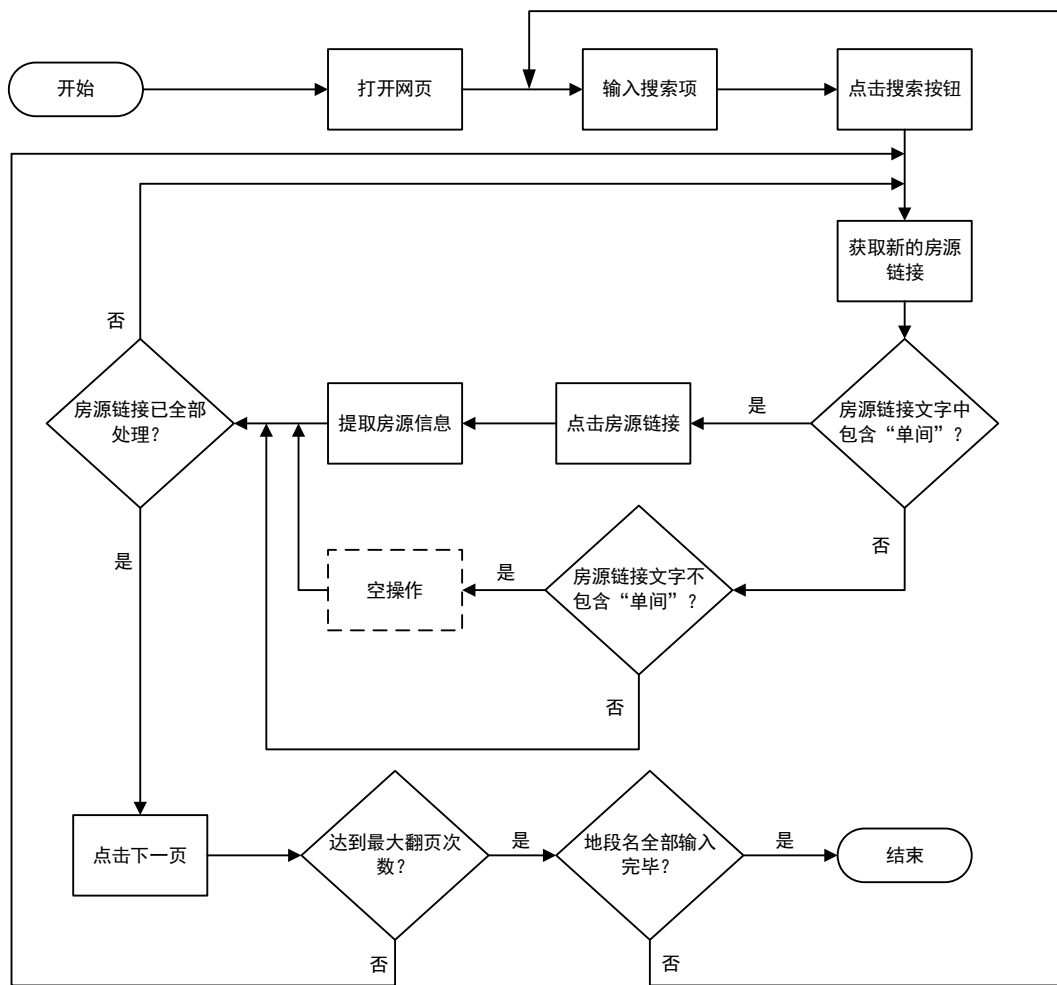 开始
打开网页
输入搜索项
点击搜索按钮
获取新的房源
链接
否
房源链接已全部
处理？
提取房源信息
点击房源链接
是
房源链接文字中
包含“单间”？
是
否
空操作
是
房源链接文字不
包含“单间”？
否
点击下一页
达到最大翻页次
数？
是
地段名全部输入
完毕？
是
结束
否
否